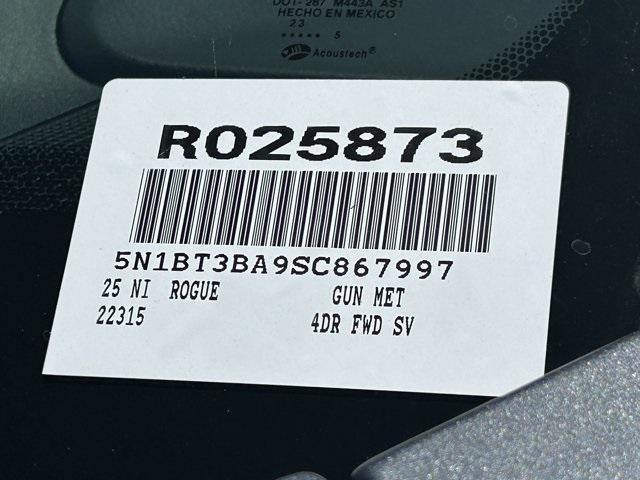 DOT-287 M443A AS1
HECHO EN MEXICO
23
..... 5
Acoustech®
R025873
5N1BT3BA9SC867997
25 NI ROGUE GUN MET
22315 4DR FWD SV